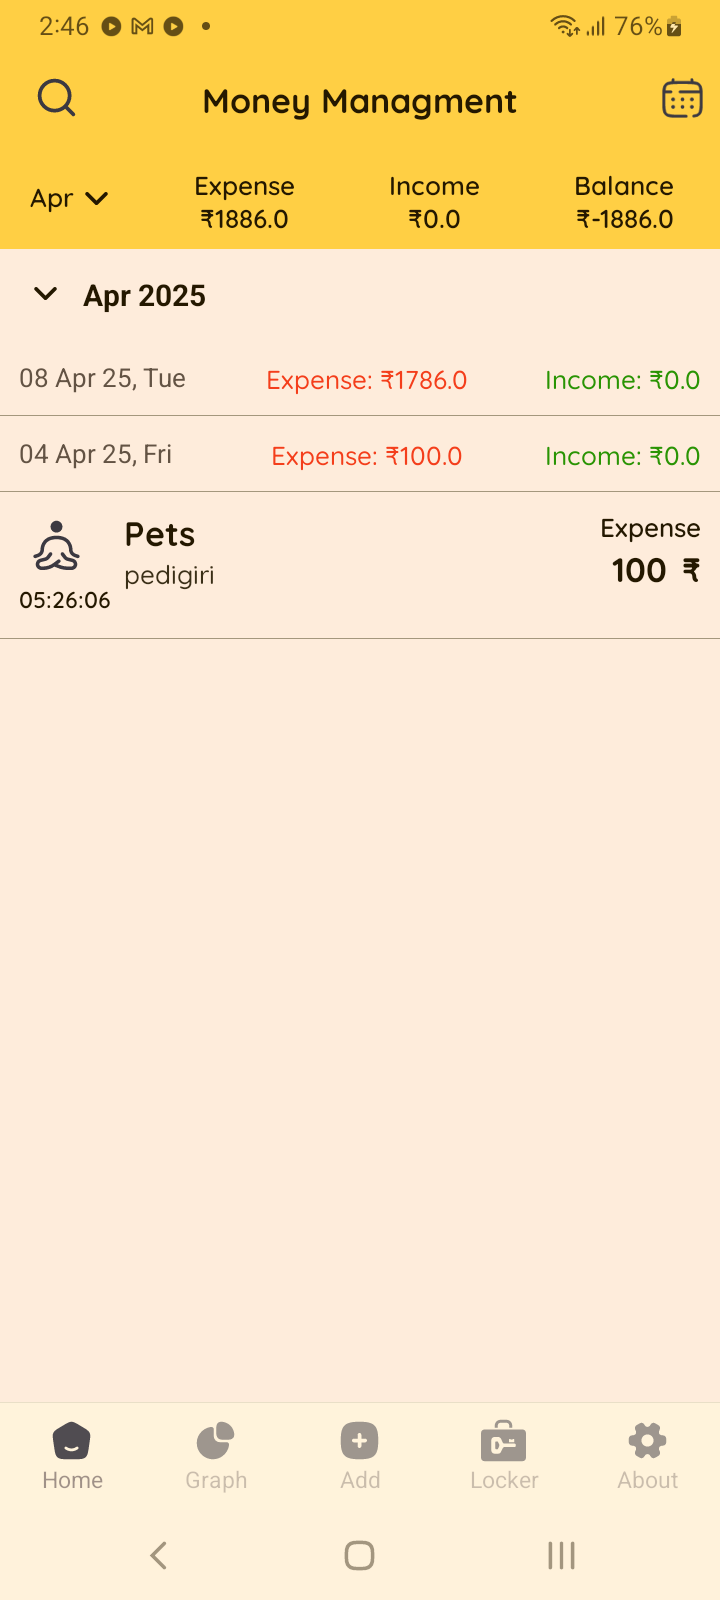 2:46 76%
Money Managment
Apr
Expense Income Balance
₹1886.0 ₹0.0 ₹-1886.0
Apr 2025
08 Apr 25, Tue Expense: ₹1786.0 Income: ₹0.0
04 Apr 25, Fri Expense: ₹100.0 Income: ₹0.0
Pets Expense
pedigiri 100 ₹
05:26:06
Home Graph Add Locker About